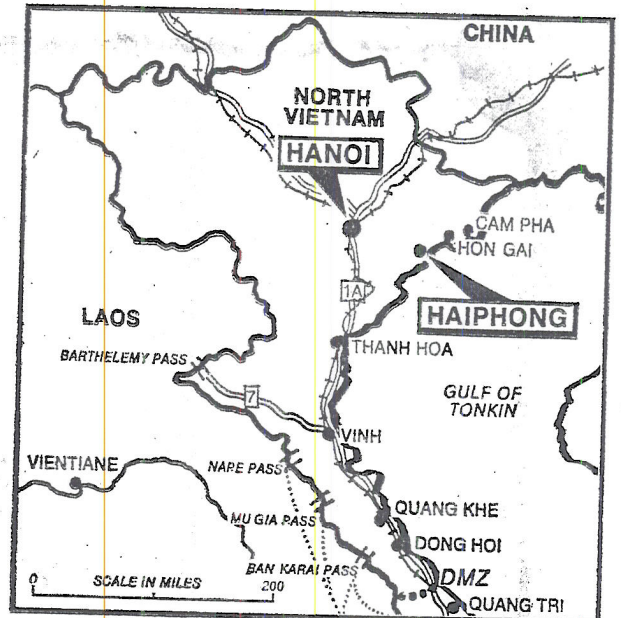 CHINA
NORTH
VIETNAM
HANOI
CAM PHA
HON GAI
1A
HAIPHONG
LAOS
THANH HOA
BARTHELEMY PASS
GULF OF
TONKIN
7
VINH
VIENTIANE
NAPE PASS
QUANG KHE
MU GIA PASS
DONG HOI
BAN KARAI PASS
DMZ
0 SCALE IN MILES 200
QUANG TRI